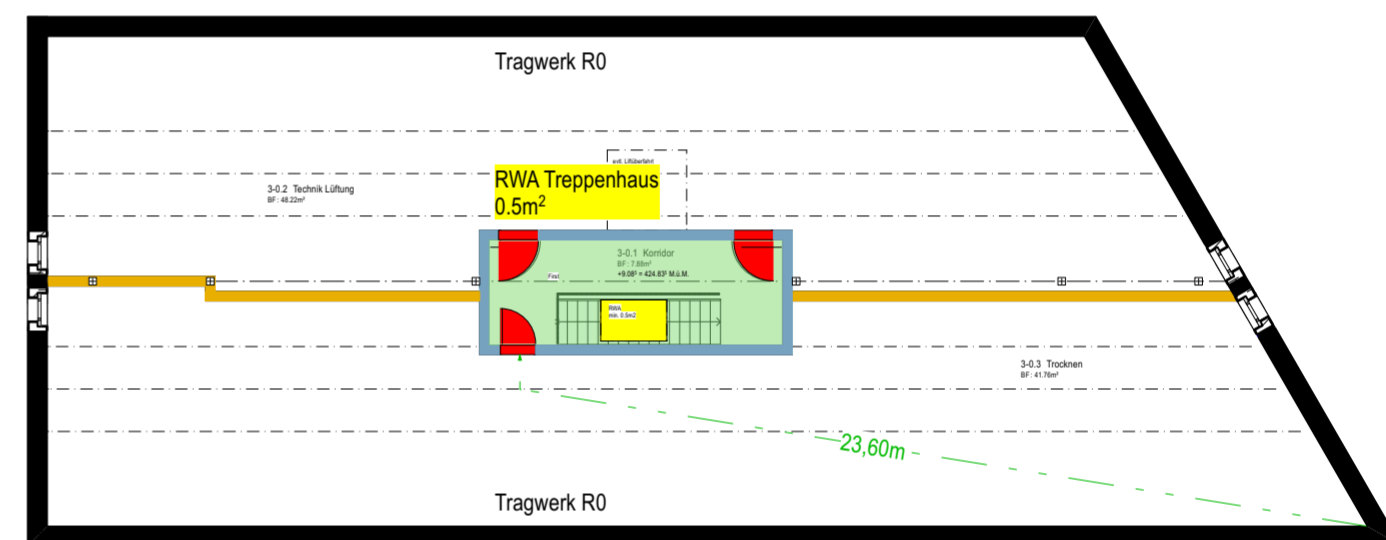 Tragwerk R0
evtl. Liftüberfahrt
RWA Treppenhaus
0.5m²
3-0.2 Technik Lüftung
BF: 48.22m²
3-0.1 Korridor
BF: 7.88m²
+9.08² = 424.83² M.ü.M.
First
RWA
min. 0.5m2
3-0.3 Trocknen
BF: 41.76m²
23,60m
Tragwerk R0